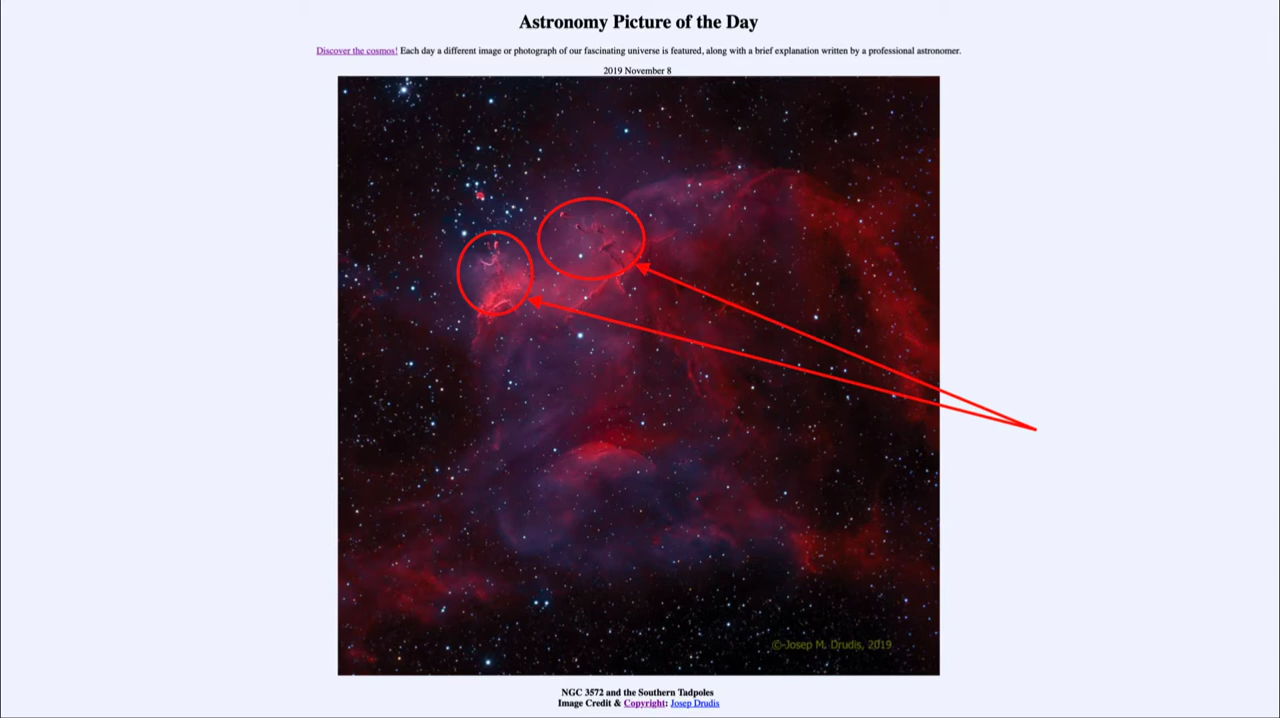 Astronomy Picture of the Day
Discover the cosmos! Each day a different image or photograph of our fascinating universe is featured, along with a brief explanation written by a professional astronomer.
2019 November 8
©-Josep M. Drudis, 2019
NGC 3572 and the Southern Tadpoles
Image Credit & Copyright: Josep Drudis